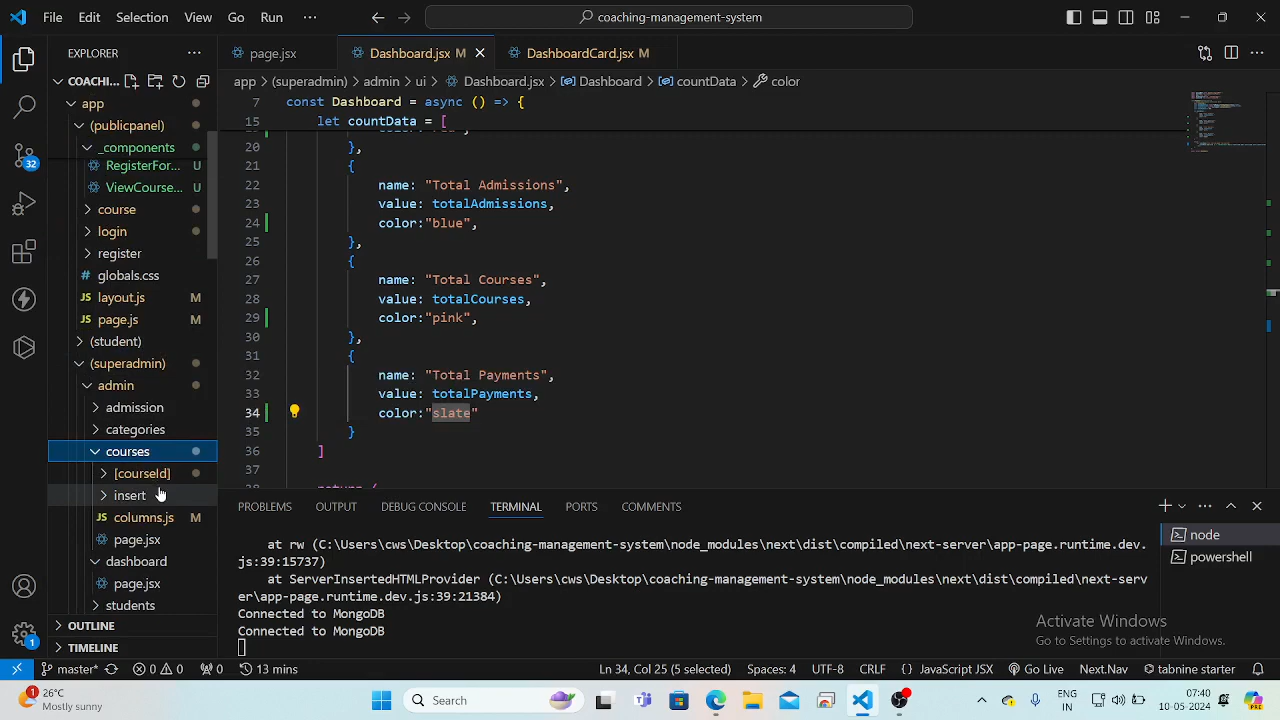 File Edit Selection View Go Run ··· coaching-management-system
EXPLORER ···
page.jsx Dashboard.jsx M DashboardCard.jsx M
COACHI...
app > (superadmin) > admin > ui > Dashboard.jsx > Dashboard > countData > color
app
(publicpanel)
_components
RegisterFor... U
ViewCourse... U
course
login
register
globals.css
JS layout.js M
JS page.js M
(student)
(superadmin)
admin
admission
categories
courses
[courseId]
insert
JS columns.js M
page.jsx
dashboard
page.jsx
students
OUTLINE
TIMELINE
32
1
7 const Dashboard = async () => {
15 let countData = [
20 },
21 {
22 name: "Total Admissions",
23 value: totalAdmissions,
24 color:"blue",
25 },
26 {
27 name: "Total Courses",
28 value: totalCourses,
29 color:"pink",
30 },
31 {
32 name: "Total Payments",
33 value: totalPayments,
34 color:"slate"
35 }
36 ]
37
PROBLEMS OUTPUT TERMINAL PORTS COMMENTS
at rw (C:\Users\cws\Desktop\coaching-management-system\node_modules\next\dist\compiled\next-server\app-page.runtime.dev.
js:39:15737)
at ServerInsertedHTMLProvider (C:\Users\cws\Desktop\coaching-management-system\node_modules\next\dist\compiled\next-serv
er\app-page.runtime.dev.js:39:21384)
Connected to MongoDB
Connected to MongoDB
node
powershell
Activate Windows
Go to Settings to activate Windows.
master* 0 0 0 13 mins Ln 34, Col 25 (5 selected) Spaces: 4 UTF-8 CRLF {} JavaScript JSX Go Live Next.Nav tabnine starter
1 26°C
Mostly sunny
Search
ENG
IN
07:40
10-05-2024